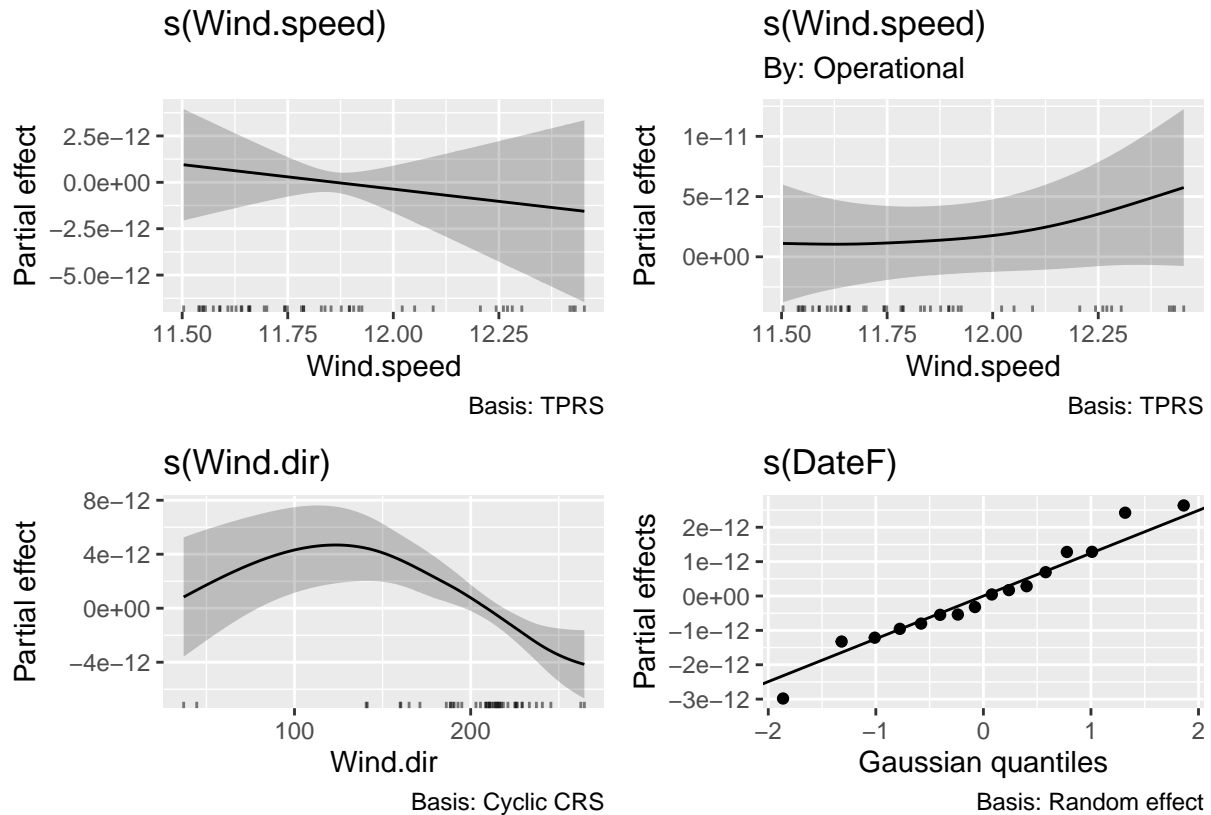 s(Wind.speed)
2.5e−12
0.0e+00
−2.5e−12
−5.0e−12
Partial effect
11.50 11.75 12.00 12.25
Wind.speed
Basis: TPRS
s(Wind.speed)
By: Operational
1e−11
5e−12
0e+00
Partial effect
11.50 11.75 12.00 12.25
Wind.speed
Basis: TPRS
s(Wind.dir)
8e−12
4e−12
0e+00
−4e−12
Partial effect
100 200
Wind.dir
Basis: Cyclic CRS
s(DateF)
2e−12
1e−12
0e+00
−1e−12
−2e−12
−3e−12
Partial effects
−2 −1 0 1 2
Gaussian quantiles
Basis: Random effect